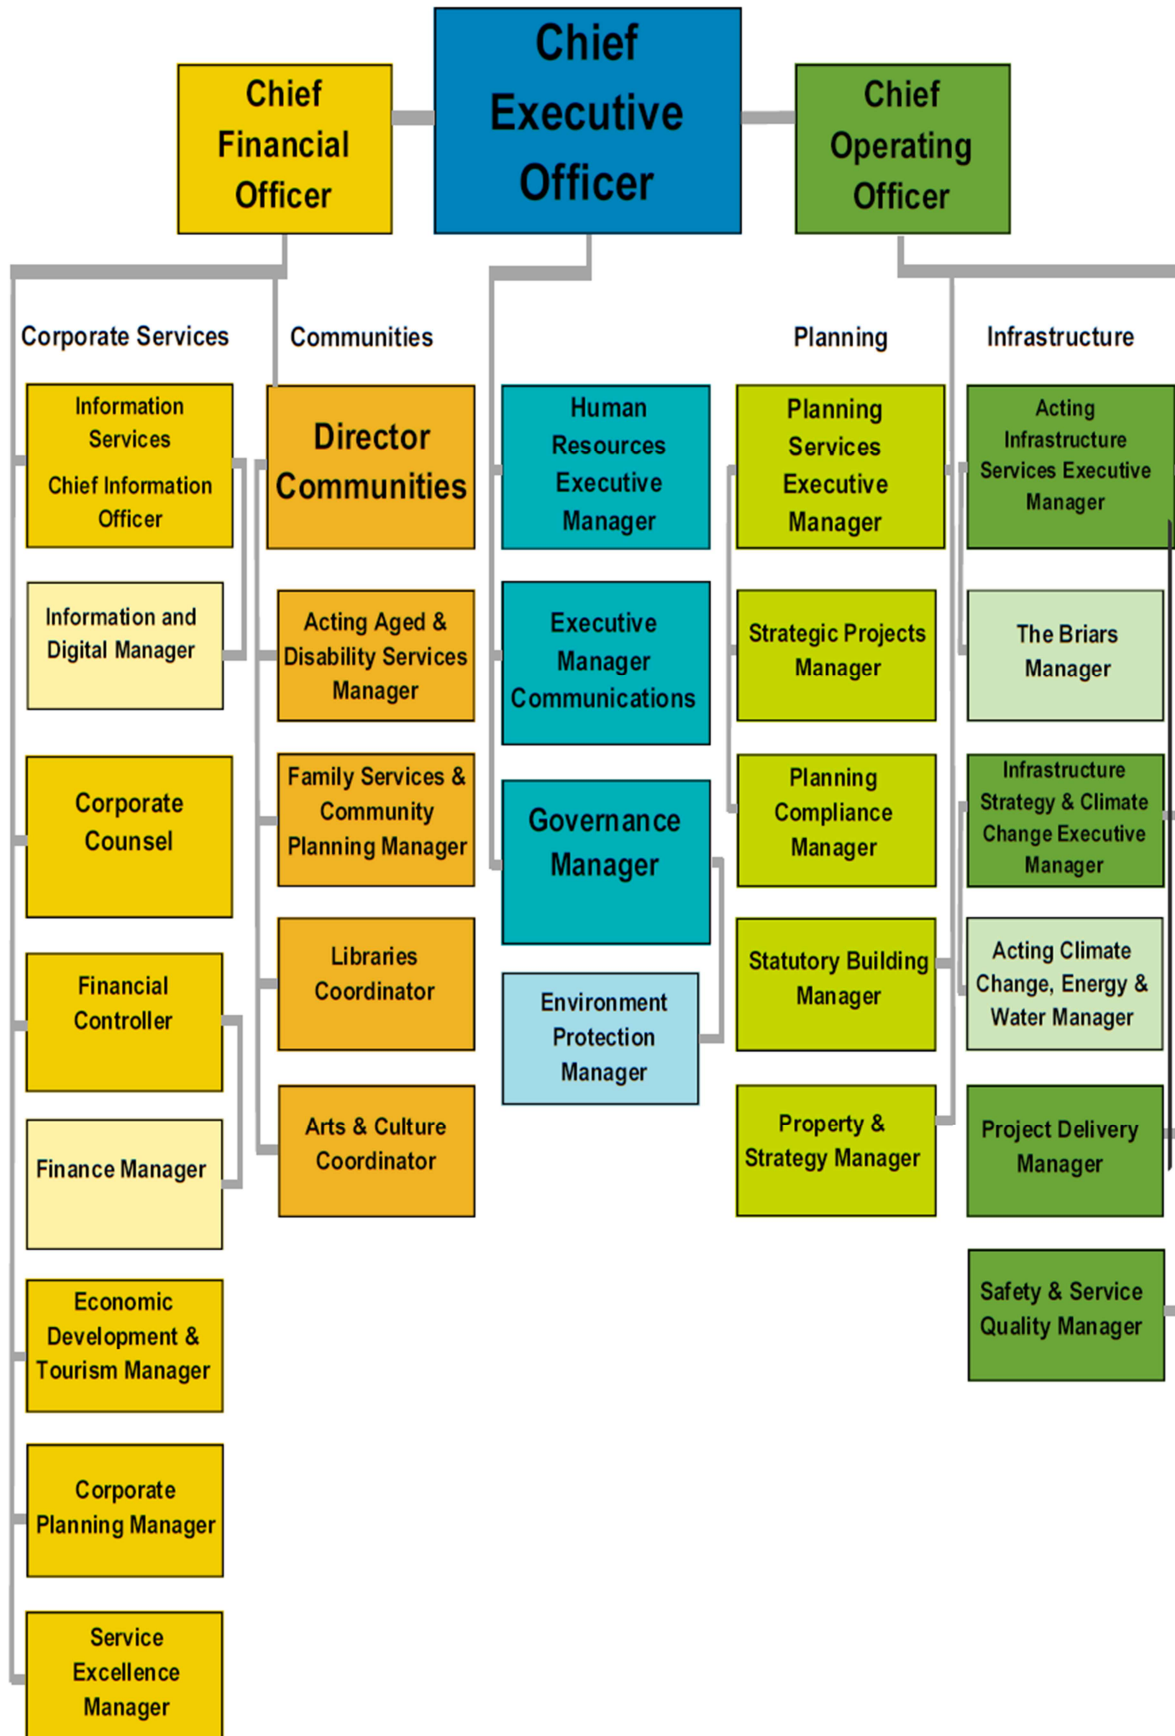 Chief
Executive
Officer
Chief
Financial
Officer
Chief
Operating
Officer
Corporate Services
Communities
Planning
Infrastructure
Information
Services
Chief Information
Officer
Information and
Digital Manager
Corporate
Counsel
Financial
Controller
Finance Manager
Economic
Development &
Tourism Manager
Corporate
Planning Manager
Service
Excellence
Manager
Director
Communities
Acting Aged &
Disability Services
Manager
Family Services &
Community
Planning Manager
Libraries
Coordinator
Arts & Culture
Coordinator
Human
Resources
Executive
Manager
Executive
Manager
Communications
Governance
Manager
Environment
Protection
Manager
Planning
Services
Executive
Manager
Strategic Projects
Manager
Planning
Compliance
Manager
Statutory Building
Manager
Property &
Strategy Manager
Acting
Infrastructure
Services Executive
Manager
The Briars
Manager
Infrastructure
Strategy & Climate
Change Executive
Manager
Acting Climate
Change, Energy &
Water Manager
Project Delivery
Manager
Safety & Service
Quality Manager